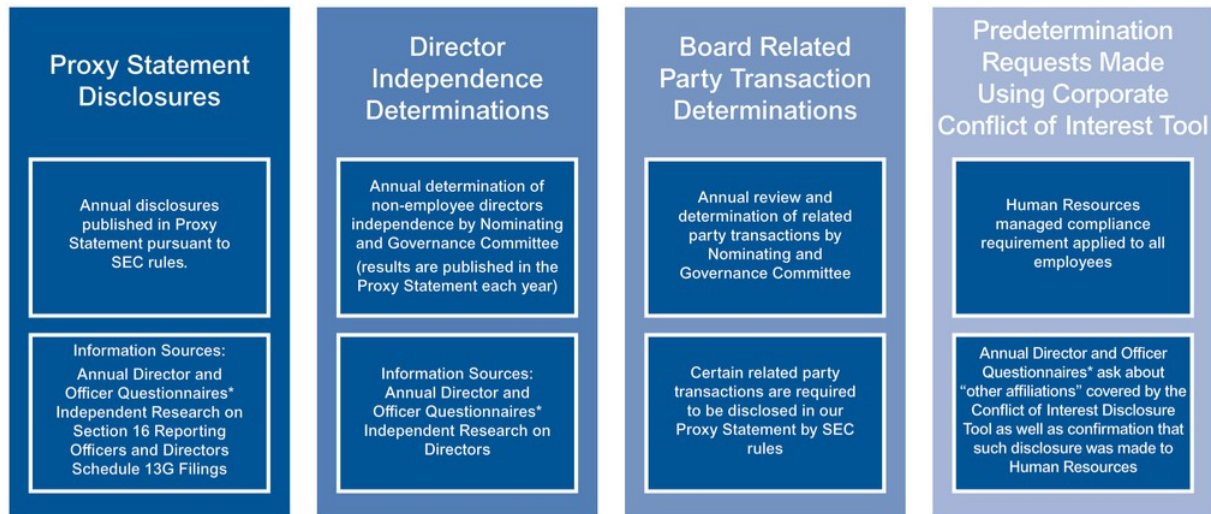 Proxy Statement
Disclosures
Annual disclosures
published in Proxy
Statement pursuant to
SEC rules.
Information Sources:
Annual Director and
Officer Questionnaires*
Independent Research on
Section 16 Reporting
Officers and Directors
Schedule 13G Filings
Director
Independence
Determinations
Annual determination of
non-employee directors
independence by Nominating
and Governance Committee
(results are published in the
Proxy Statement each year)
Information Sources:
Annual Director and
Officer Questionnaires*
Independent Research on
Directors
Board Related
Party Transaction
Determinations
Annual review and
determination of related
party transactions by
Nominating and
Governance Committee
Certain related party
transactions are required
to be disclosed in our
Proxy Statement by SEC
rules
Predetermination
Requests Made
Using Corporate
Conflict of Interest Tool
Human Resources
managed compliance
requirement applied to all
employees
Annual Director and Officer
Questionnaires* ask about
“other affiliations” covered by the
Conflict of Interest Disclosure
Tool as well as confirmation that
such disclosure was made to
Human Resources